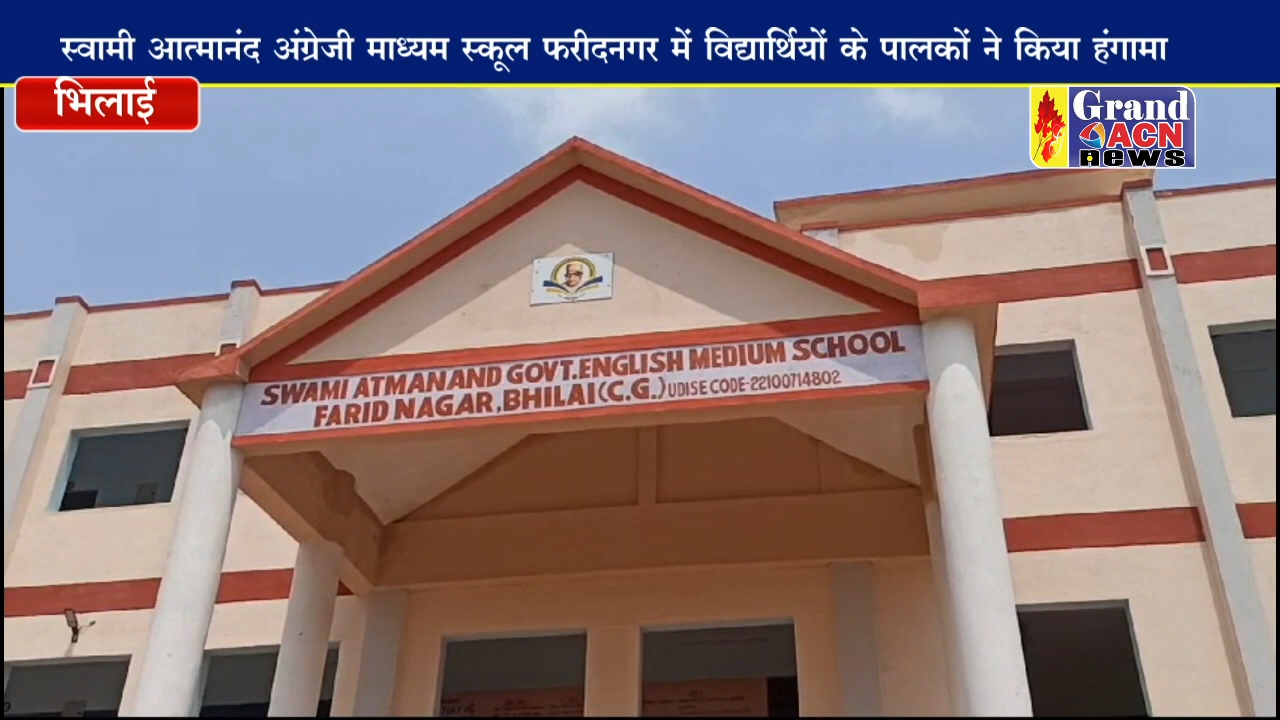 स्वामी आत्मानंद अंग्रेजी माध्यम स्कूल फरीदनगर में विद्यार्थियों के पालकों ने किया हंगामा
भिलाई
Grand
ACN
news
SWAMI ATMANAND GOVT.ENGLISH MEDIUM SCHOOL
FARID NAGAR,BHILAI(C.G.) UDISE CODE-22100714802